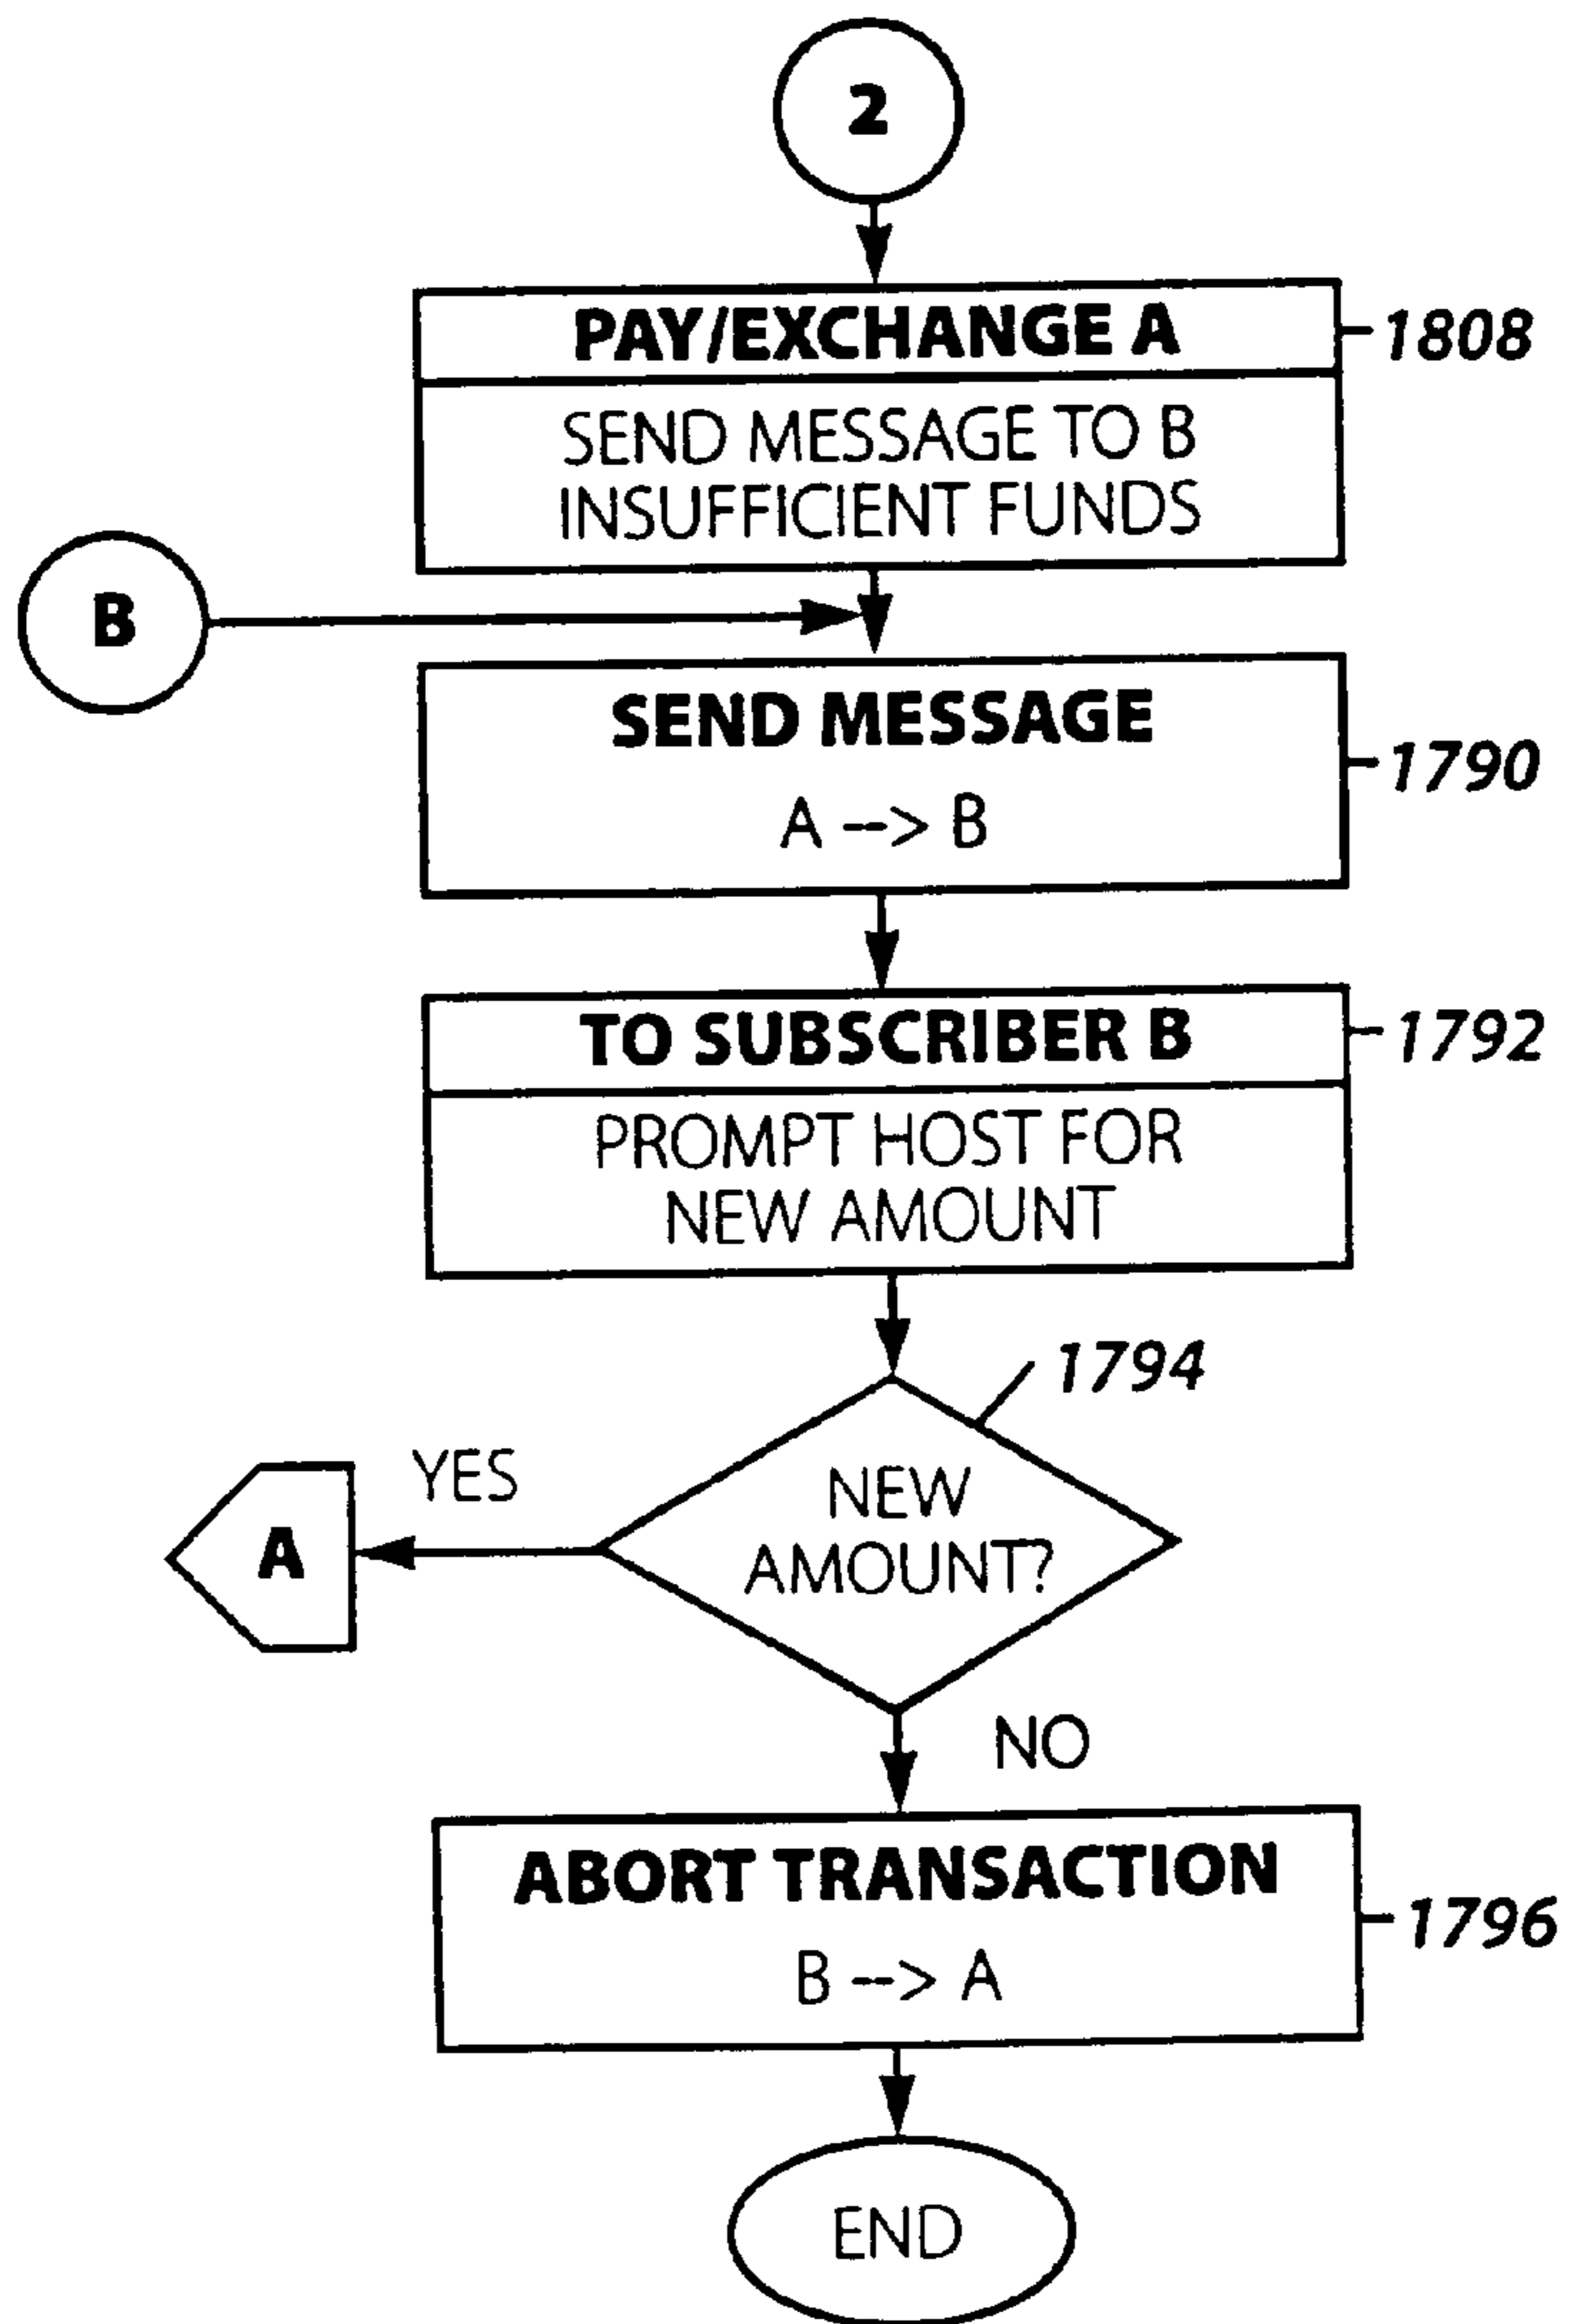 2
PAY/EXCHANGE A
1808
SEND MESSAGE TO B
INSUFFICIENT FUNDS
B
SEND MESSAGE
1790
A --> B
TO SUBSCRIBER B
1792
PROMPT HOST FOR
NEW AMOUNT
1794
YES
NEW
AMOUNT?
A
NO
ABORT TRANSACTION
1796
B --> A
END